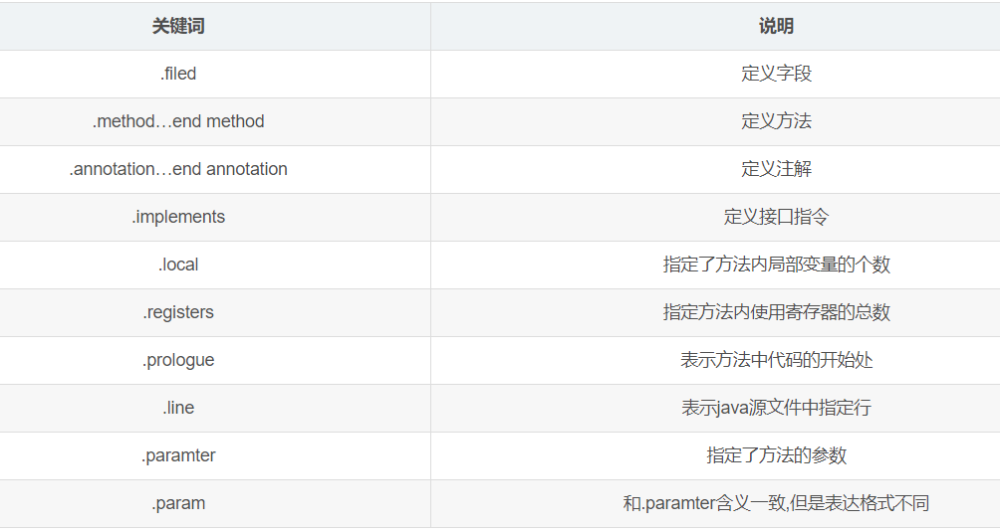 关键词 说明
.filed 定义字段
.method…end method 定义方法
.annotation…end annotation 定义注解
.implements 定义接口指令
.local 指定了方法内局部变量的个数
.registers 指定方法内使用寄存器的总数
.prologue 表示方法中代码的开始处
.line 表示java源文件中指定行
.paramter 指定了方法的参数
.param 和.paramter含义一致,但是表达格式不同